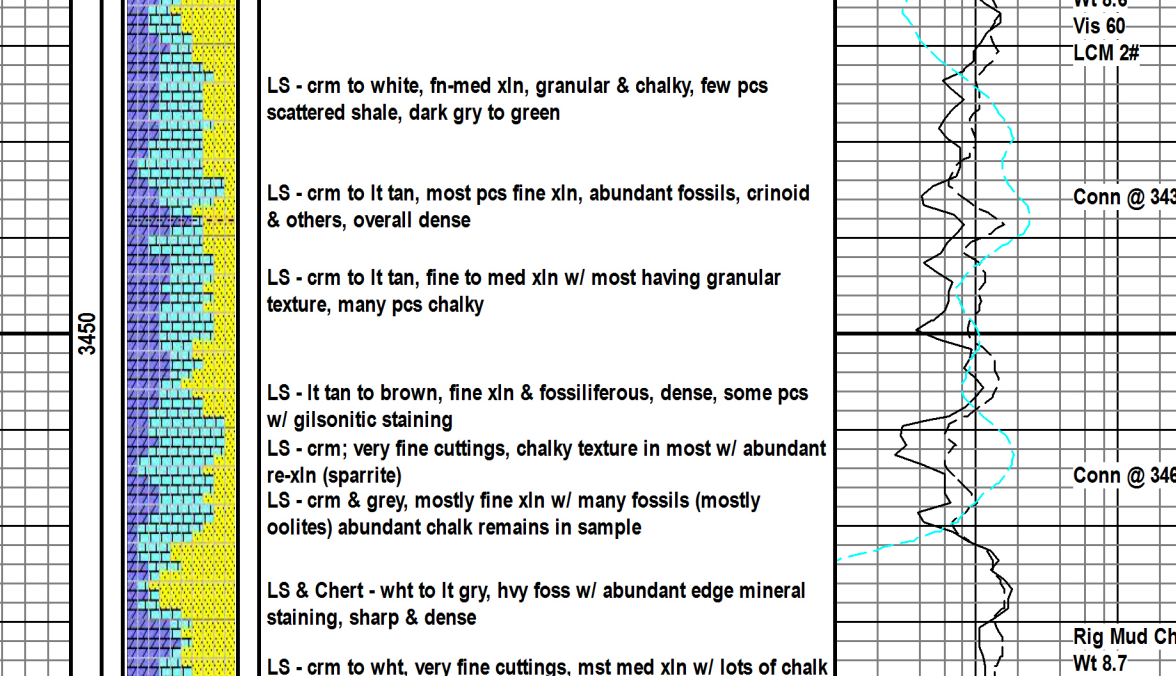 Vis 60
LCM 2#
LS - crm to white, fn-med xln, granular & chalky, few pcs
scattered shale, dark gry to green
LS - crm to lt tan, most pcs fine xln, abundant fossils, crinoid
& others, overall dense
Conn @ 343
LS - crm to lt tan, fine to med xln w/ most having granular
texture, many pcs chalky
3450
LS - lt tan to brown, fine xln & fossiliferous, dense, some pcs
w/ gilsonitic staining
LS - crm; very fine cuttings, chalky texture in most w/ abundant
re-xln (sparrite)
Conn @ 346
LS - crm & grey, mostly fine xln w/ many fossils (mostly
oolites) abundant chalk remains in sample
LS & Chert - wht to lt gry, hvy foss w/ abundant edge mineral
staining, sharp & dense
Rig Mud Ch
Wt 8.7
LS - crm to wht, very fine cuttings, mst med xln w/ lots of chalk